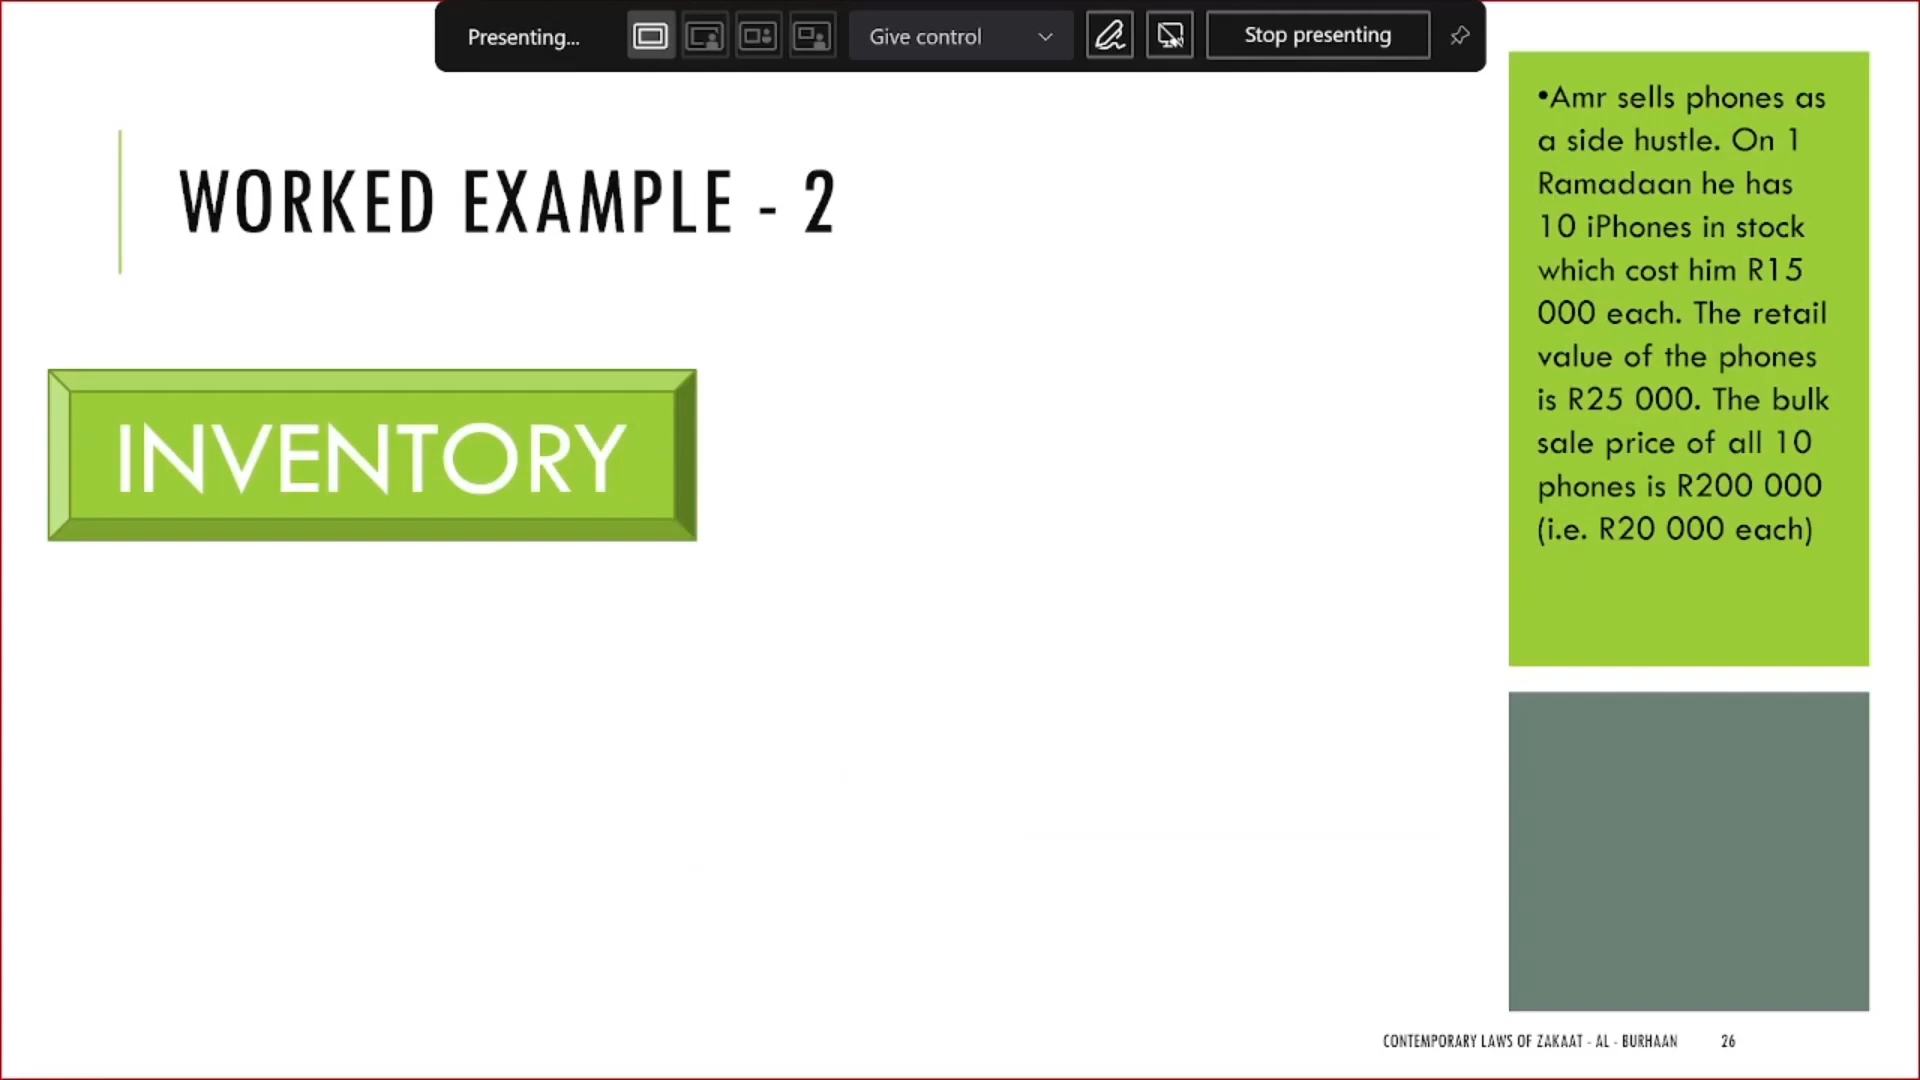 Presenting...
Give control
Stop presenting
WORKED EXAMPLE - 2
INVENTORY
•Amr sells phones as
a side hustle. On 1
Ramadaan he has
10 iPhones in stock
which cost him R15
000 each. The retail
value of the phones
is R25 000. The bulk
sale price of all 10
phones is R200 000
(i.e. R20 000 each)
CONTEMPORARY LAWS OF ZAKAAT - AL - BURHAAN
26